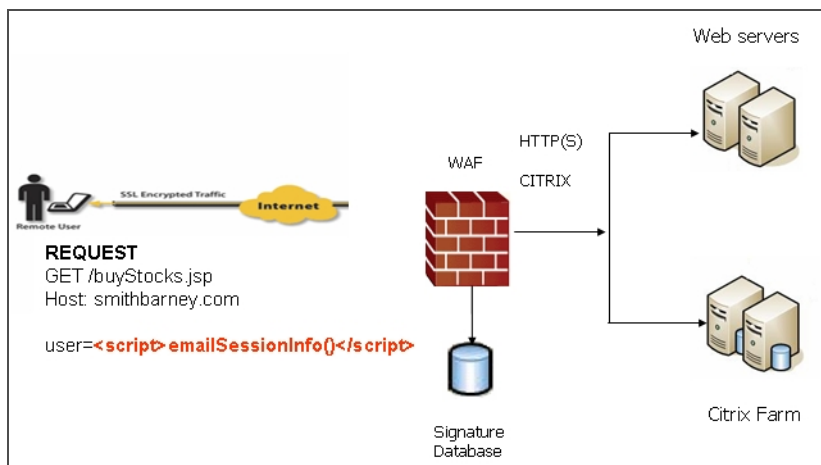 Web servers
HTTP(S)
WAF
CITRIX
SSL Encrypted Traffic
Internet
Remote User
REQUEST
GET /buyStocks.jsp
Host: smithbarney.com
user=<script>emailSessionInfo()</script>
Signature
Database
Citrix Farm